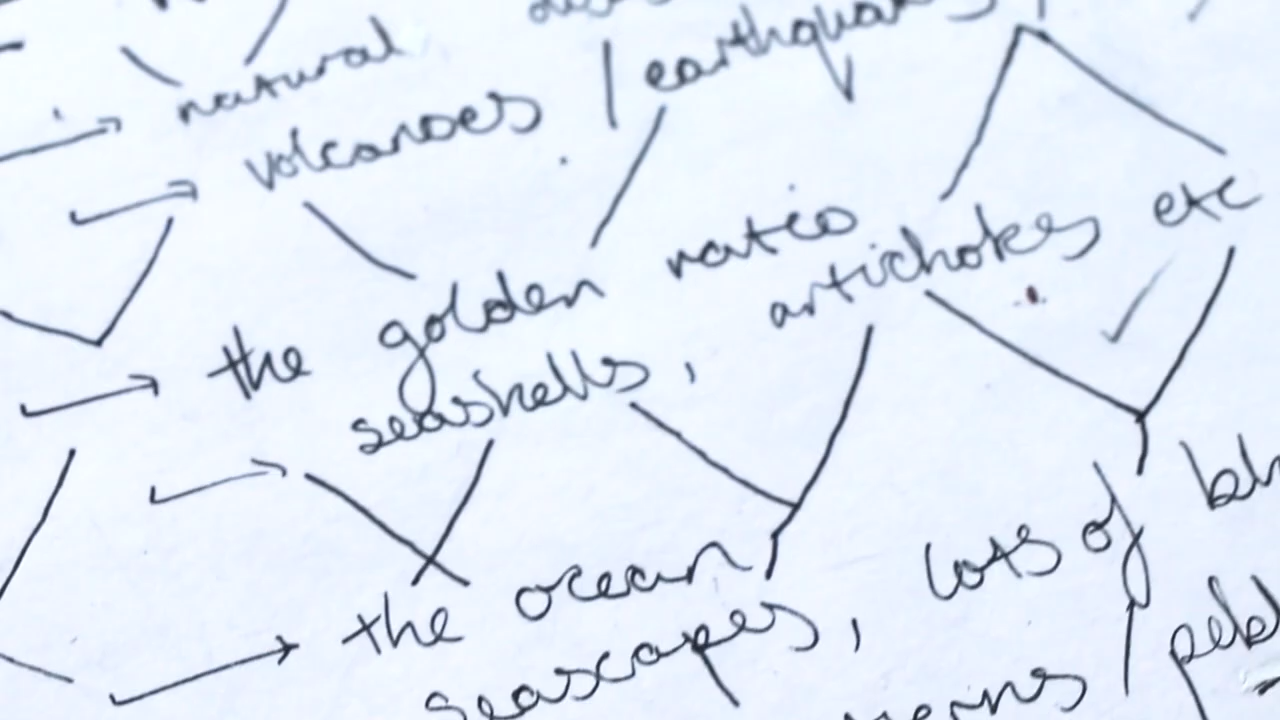 natural
volcanoes / earthquakes
the golden ratio
seashells, artichokes etc
the ocean, lots of
seascapes,